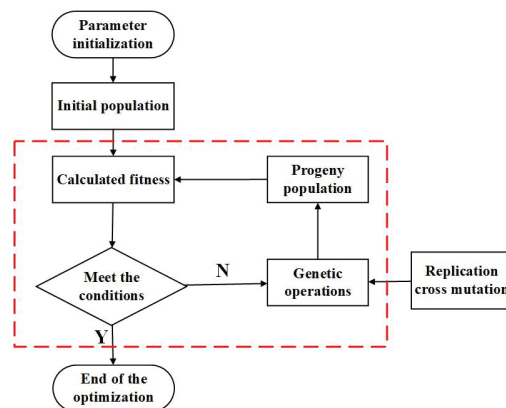 Parameter
initialization
Initial population
Calculated fitness
Progeny
population
Meet the
conditions
N
Genetic
operations
Replication
cross mutation
Y
End of the
optimization